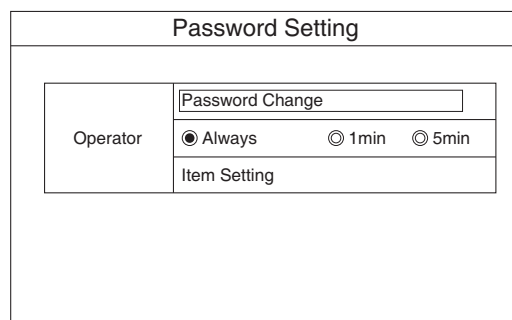 Password Setting
Password Change
Operator
Always 1min 5min
Item Setting